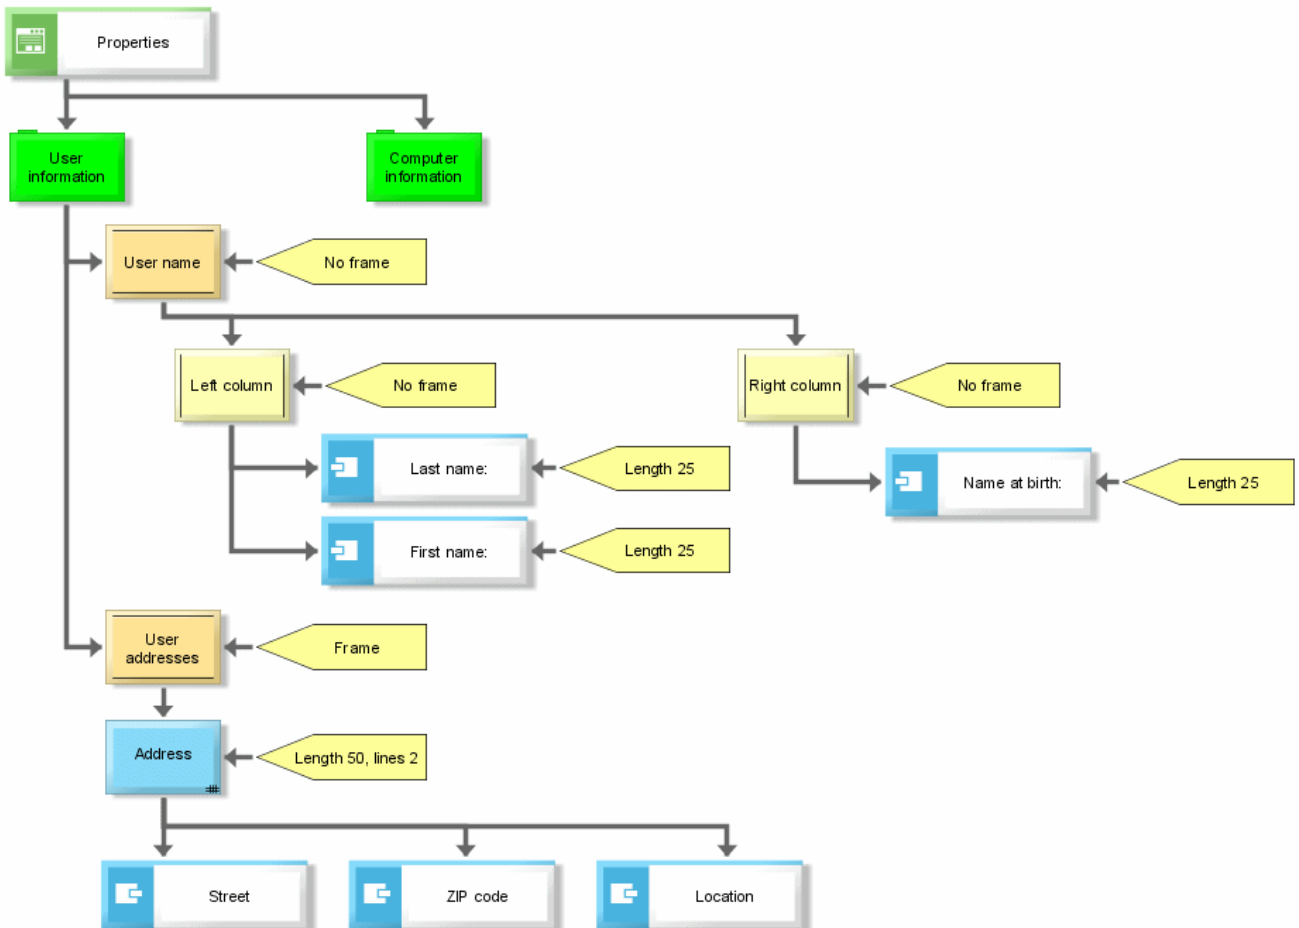 Properties
User
information
Computer
information
User name
No frame
Left column
No frame
Right column
No frame
Last name:
Length 25
Name at birth:
Length 25
First name:
Length 25
User
addresses
Frame
Address
Length 50, lines 2
Street
ZIP code
Location